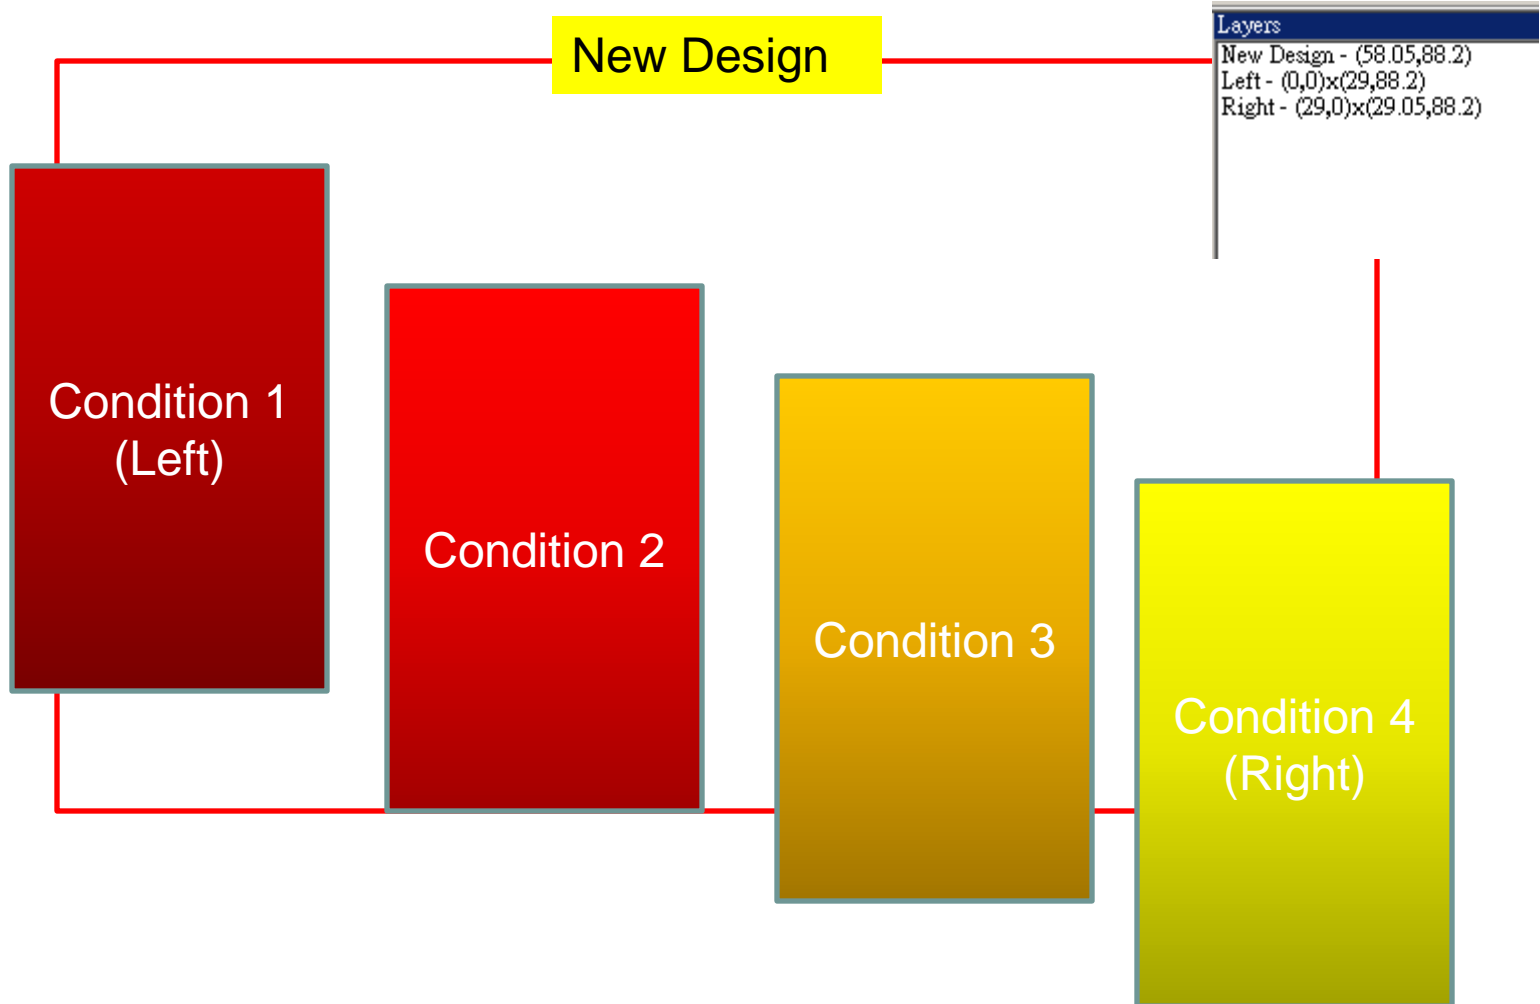 New Design
Layers
New Design - (58.05,88.2)
Left - (0,0)x(29,88.2)
Right - (29,0)x(29.05,88.2)
Condition 1
(Left)
Condition 2
Condition 3
Condition 4
(Right)